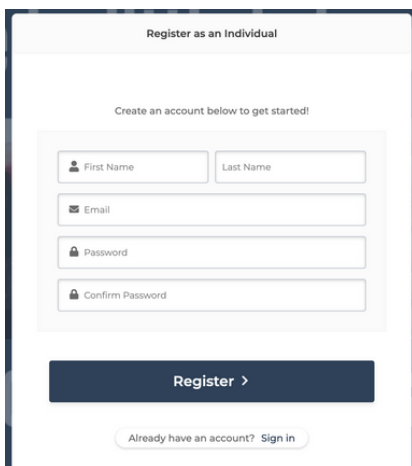 Register as an Individual
Create an account below to get started!
First Name Last Name
Email
Password
Confirm Password
Register >
Already have an account? Sign in